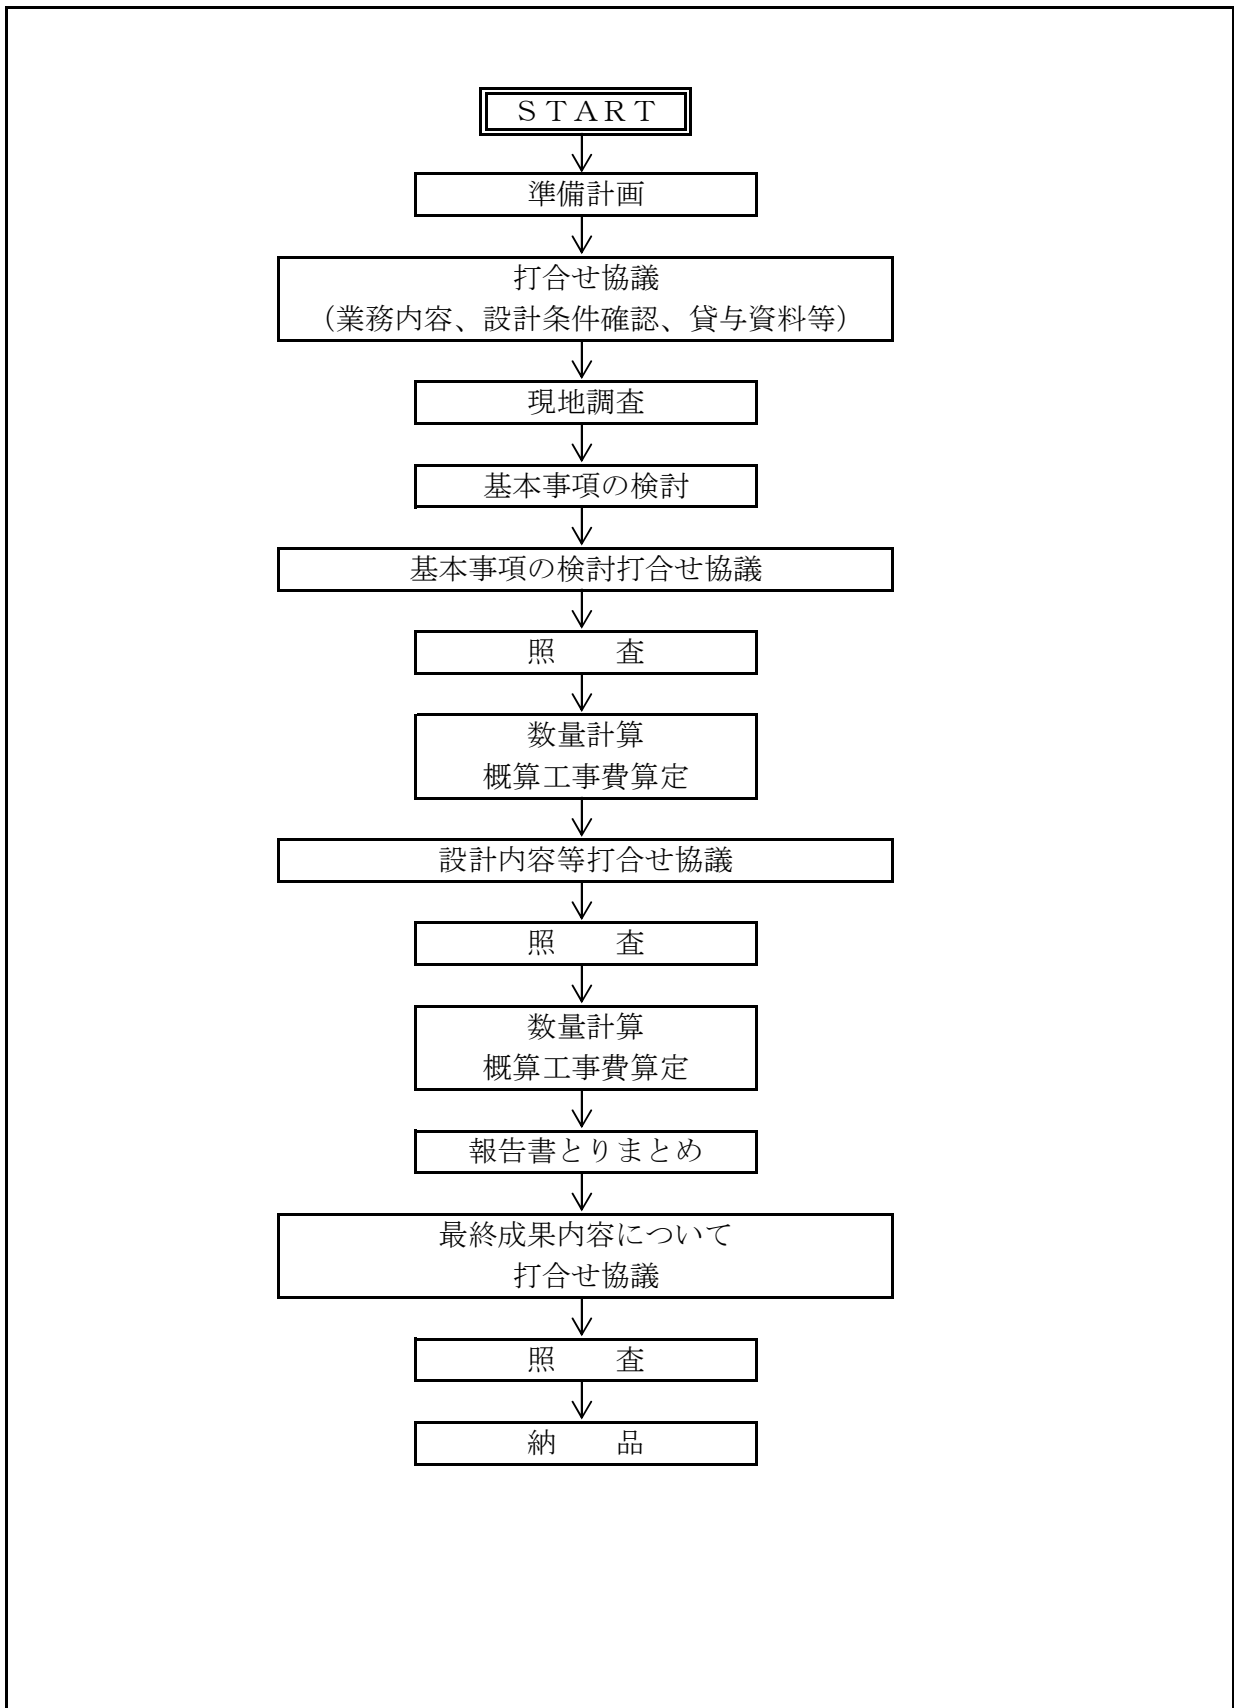 ＳＴＡＲＴ
準備計画
打合せ協議
（業務内容、設計条件確認、貸与資料等）
現地調査
基本事項の検討
基本事項の検討打合せ協議
照　　査
数量計算
概算工事費算定
設計内容等打合せ協議
照　　査
数量計算
概算工事費算定
報告書とりまとめ
最終成果内容について
打合せ協議
照　　査
納　　品